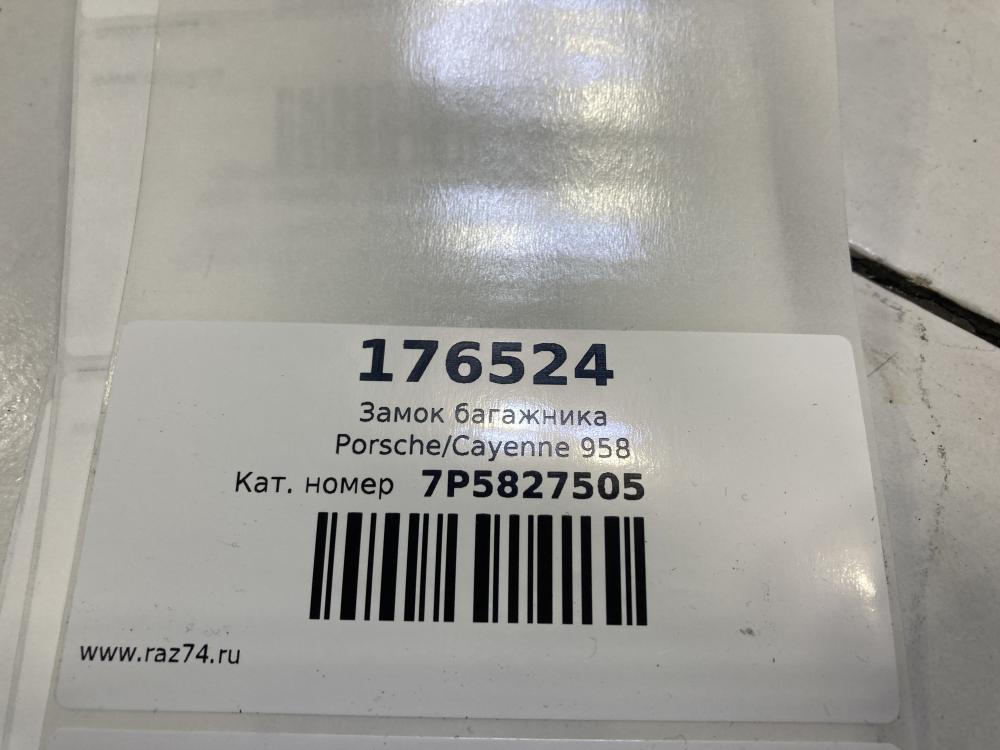 176524
Замок багажника
Porsche/Cayenne 958
Кат. номер 7P5827505
www.raz74.ru